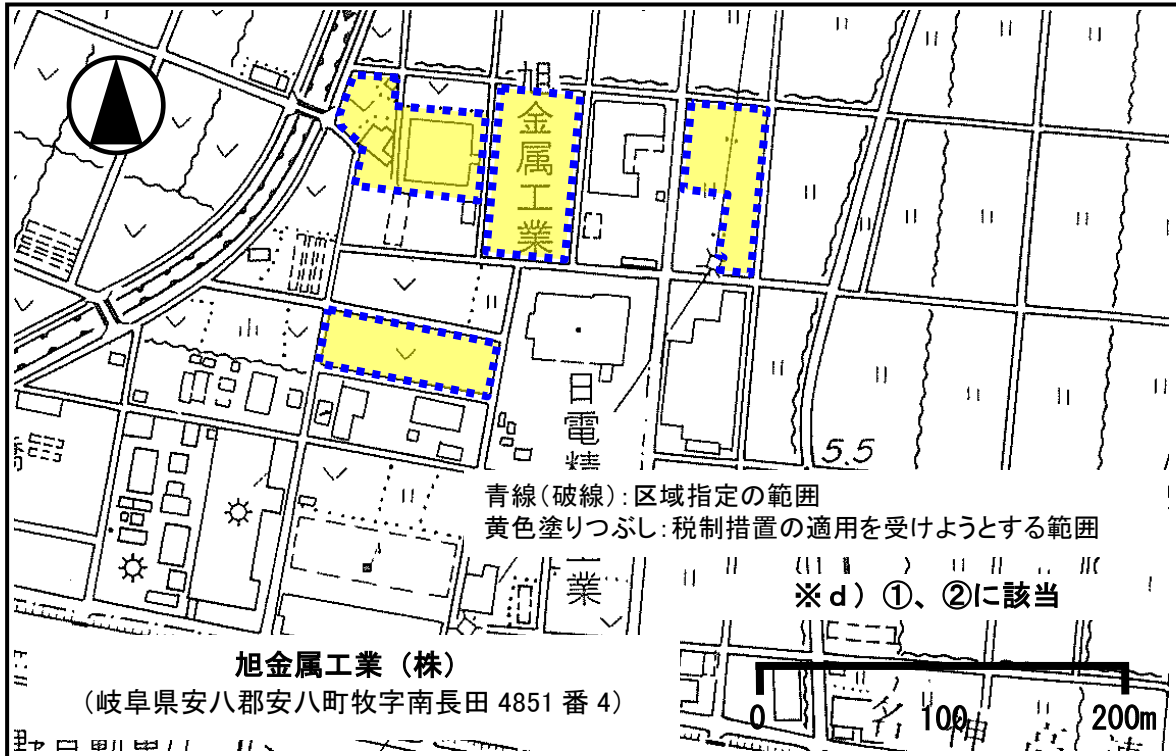 旭金属工業
日電精
業
5.5
青線(破線):区域指定の範囲
黄色塗りつぶし:税制措置の適用を受けようとする範囲
※d)①、②に該当
旭金属工業(株)
(岐阜県安八郡安八町牧字南長田 4851 番 4)
0 100 200m